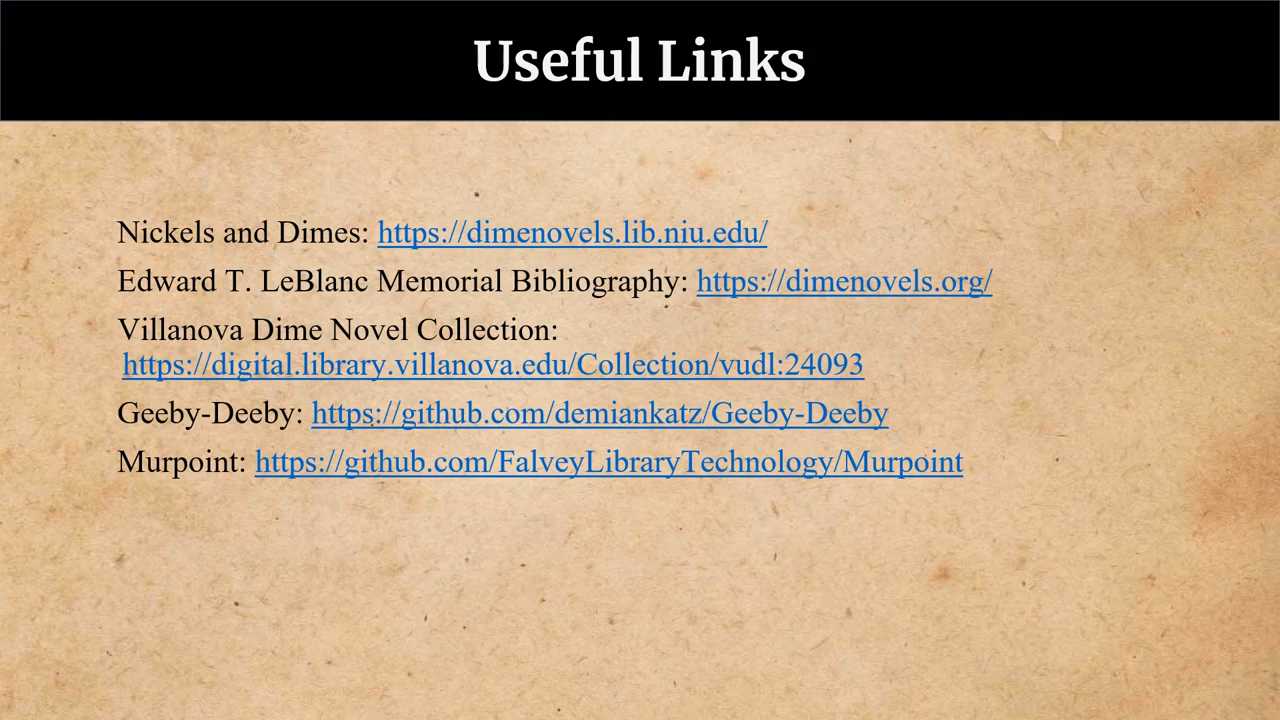 Useful Links
Nickels and Dimes: https://dimenovels.lib.niu.edu/
Edward T. LeBlanc Memorial Bibliography: https://dimenovels.org/
Villanova Dime Novel Collection:
https://digital.library.villanova.edu/Collection/vudl:24093
Geeby-Deeby: https://github.com/demiankatz/Geeby-Deeby
Murpoint: https://github.com/FalveyLibraryTechnology/Murpoint